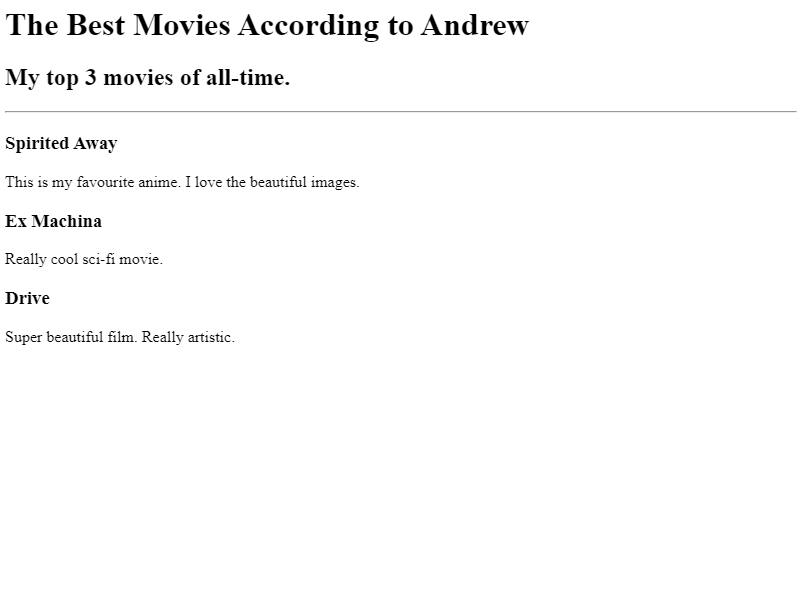 The Best Movies According to Andrew
My top 3 movies of all-time.
Spirited Away
This is my favourite anime. I love the beautiful images.
Ex Machina
Really cool sci-fi movie.
Drive
Super beautiful film. Really artistic.